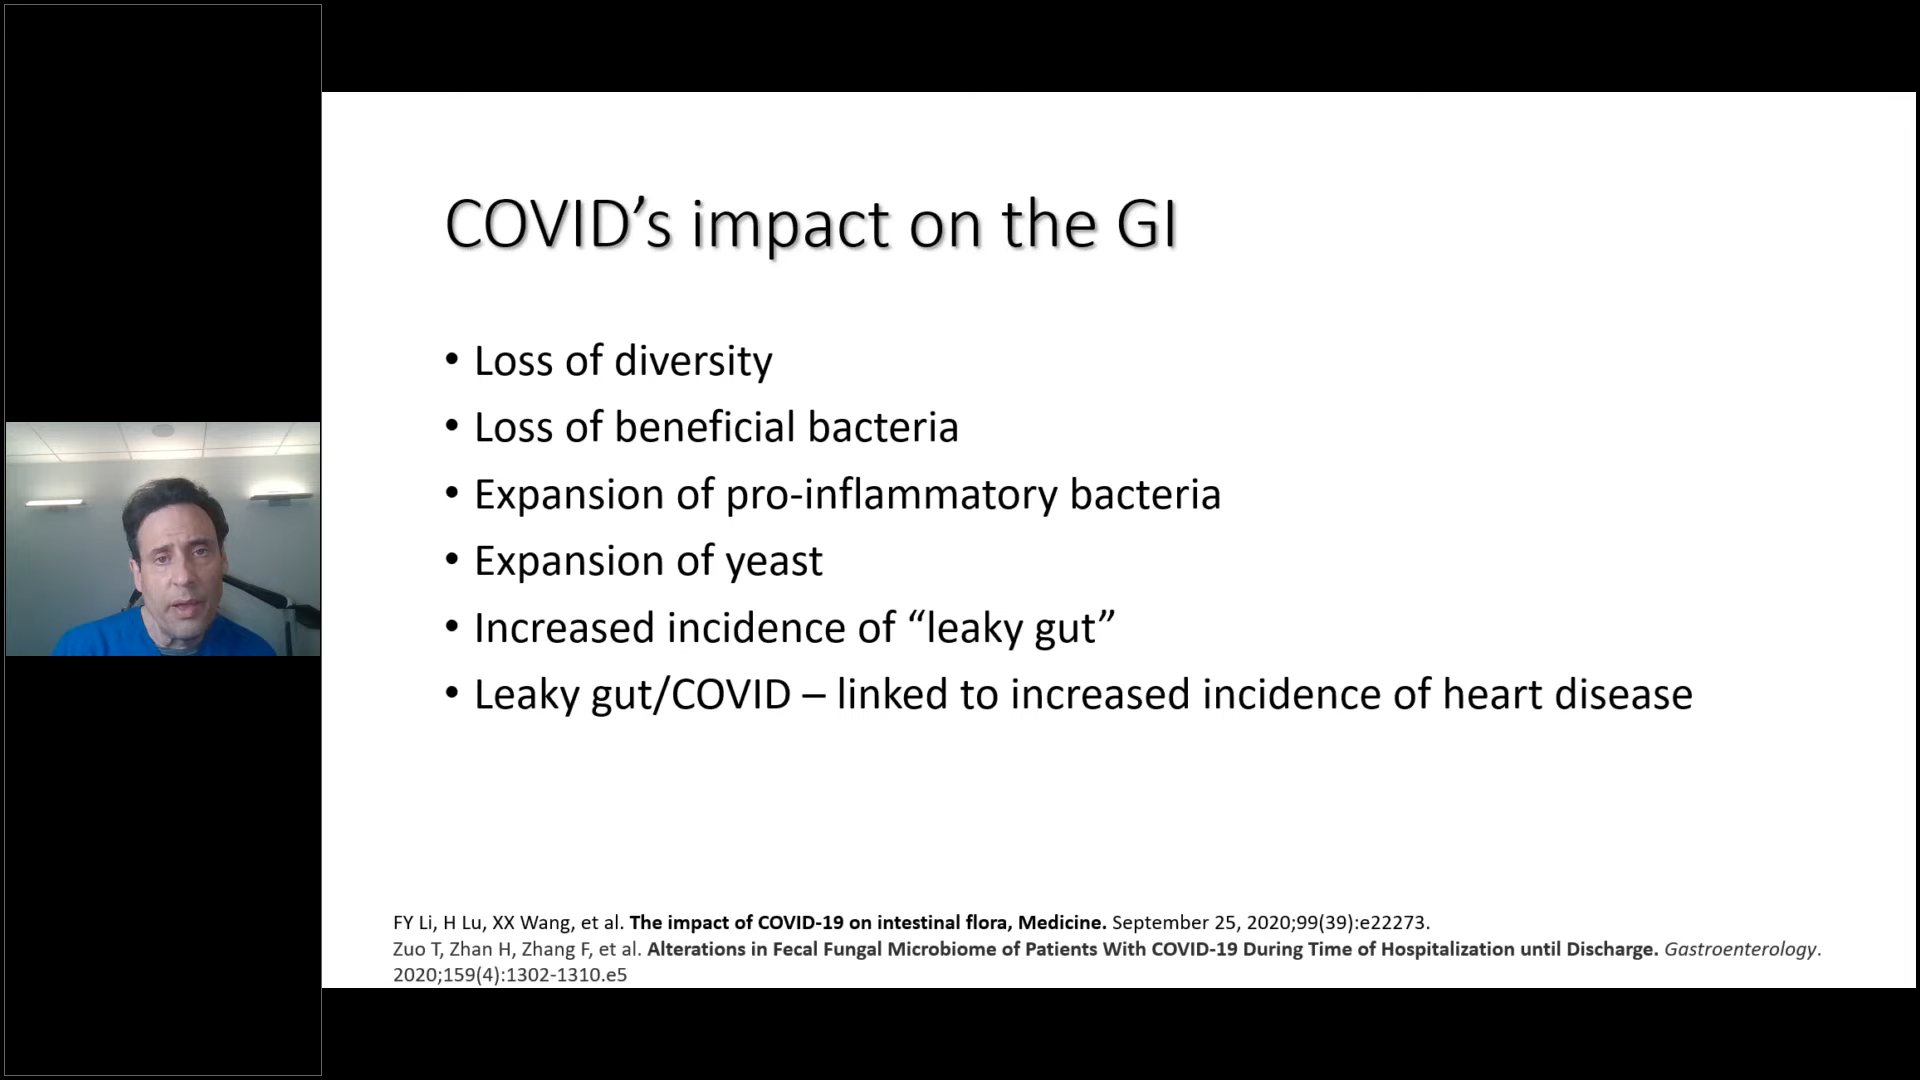 COVID’s impact on the GI
• Loss of diversity
• Loss of beneficial bacteria
• Expansion of pro-inflammatory bacteria
• Expansion of yeast
• Increased incidence of “leaky gut”
• Leaky gut/COVID – linked to increased incidence of heart disease
FY Li, H Lu, XX Wang, et al. The impact of COVID-19 on intestinal flora, Medicine. September 25, 2020;99(39):e22273.
Zuo T, Zhan H, Zhang F, et al. Alterations in Fecal Fungal Microbiome of Patients With COVID-19 During Time of Hospitalization until Discharge. Gastroenterology.
2020;159(4):1302-1310.e5